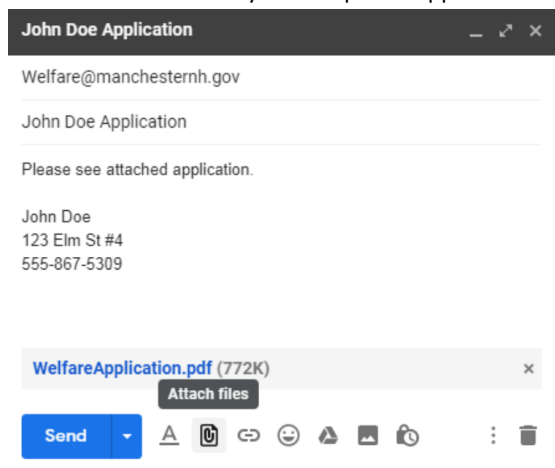 John Doe Application
Welfare@manchesternh.gov
John Doe Application
Please see attached application.
John Doe
123 Elm St #4
555-867-5309
WelfareApplication.pdf (772K)
Attach files
Send